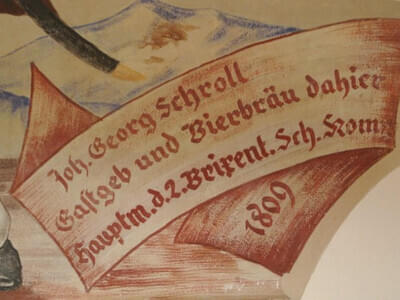 Joh. Georg Schroll
Gastgeb und Bierbräu dahier
Hauptm. d. 2. Brixent. Sch. Komp
1809